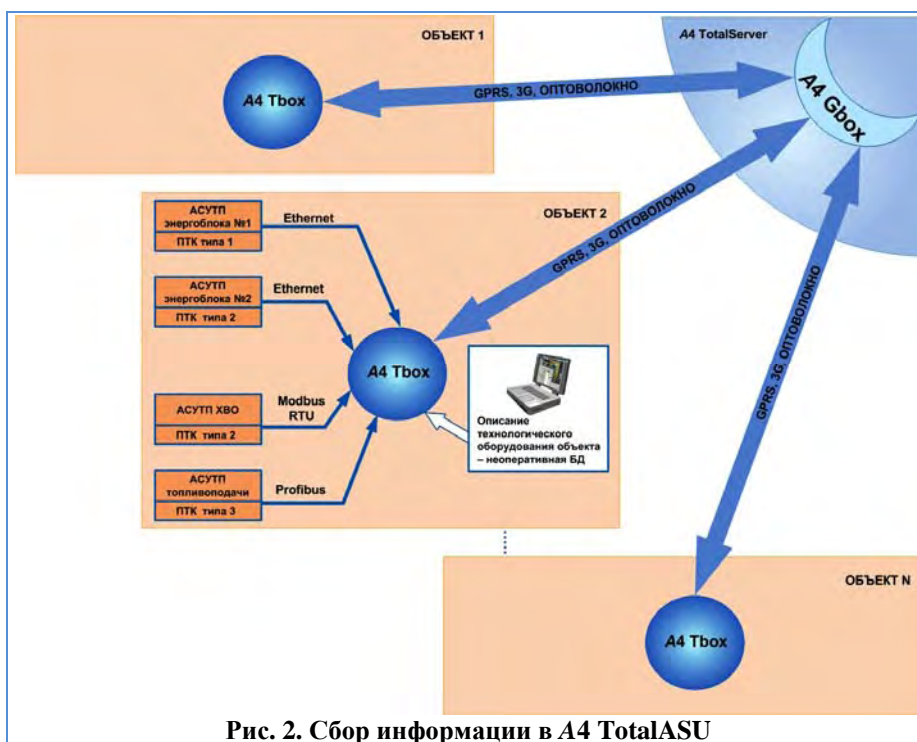 ОБЪЕКТ 1
A4 TotalServer
A4 Tbox
GPRS, 3G, ОПТОВОЛОКНО
A4 Gbox
ОБЪЕКТ 2
АСУТП
энергоблока №1
ПТК типа 1
Ethernet
АСУТП
энергоблока №2
ПТК типа 2
Ethernet
GPRS, 3G, ОПТОВОЛОКНО
A4 Tbox
АСУТП ХВО
ПТК типа 2
Modbus
RTU
АСУТП
топливоподачи
ПТК типа 3
Profibus
Описание
технологического
оборудования объекта
– неоперативная БД
GPRS, 3G, ОПТОВОЛОКНО
ОБЪЕКТ N
A4 Tbox
Рис. 2. Сбор информации в A4 TotalASU